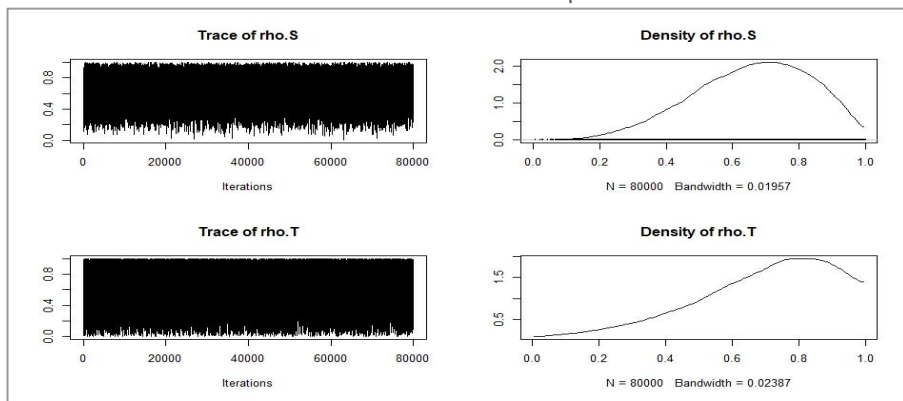 Trace of rho.S
0.0 0.4 0.8
0 20000 40000 60000 80000
Iterations
Density of rho.S
0.0 1.0 2.0
0.0 0.2 0.4 0.6 0.8 1.0
N = 80000 Bandwidth = 0.01957
Trace of rho.T
0.0 0.4 0.8
0 20000 40000 60000 80000
Iterations
Density of rho.T
0.5 1.5
0.0 0.2 0.4 0.6 0.8 1.0
N = 80000 Bandwidth = 0.02387